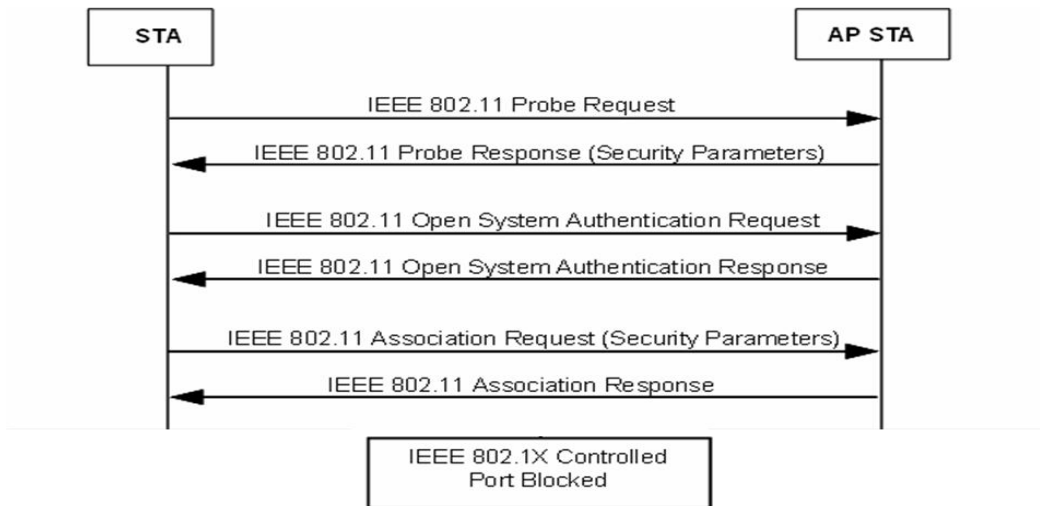 STA
AP STA
IEEE 802.11 Probe Request
IEEE 802.11 Probe Response (Security Parameters)
IEEE 802.11 Open System Authentication Request
IEEE 802.11 Open System Authentication Response
IEEE 802.11 Association Request (Security Parameters)
IEEE 802.11 Association Response
IEEE 802.1X Controlled
Port Blocked